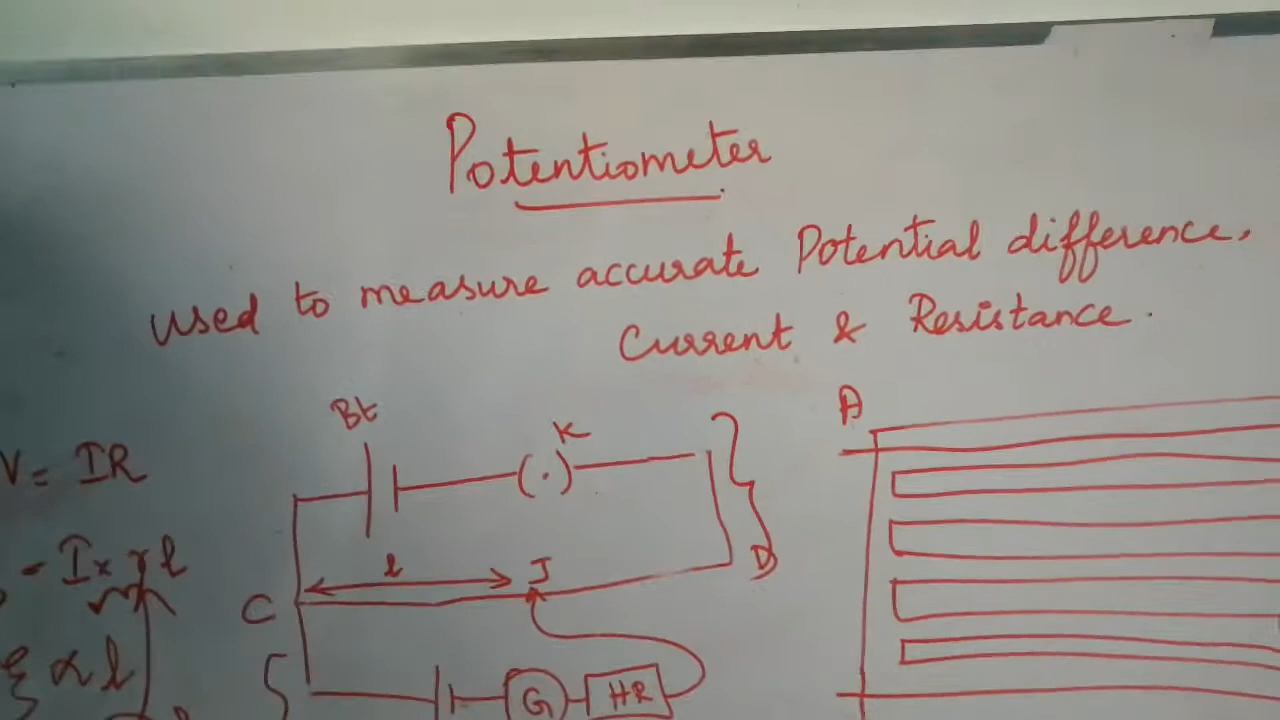 Potentiometer
used to measure accurate Potential difference,
Current & Resistance.
Bt
K
A
V = IR
I x r l
l
J
D
C
ξ α l
G
HR